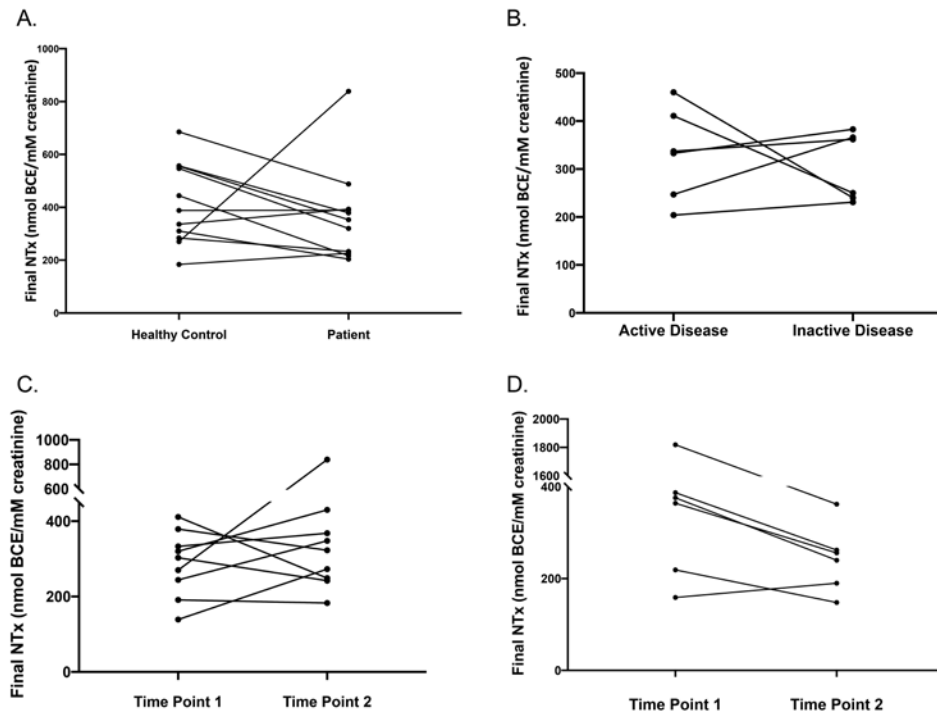 A.
Final NTx (nmol BCE/mM creatinine)
1000
800
600
400
200
0
Healthy Control
Patient
B.
Final NTx (nmol BCE/mM creatinine)
500
400
300
200
100
0
Active Disease
Inactive Disease
C.
Final NTx (nmol BCE/mM creatinine)
1000
800
600
400
200
0
Time Point 1
Time Point 2
D.
Final NTx (nmol BCE/mM creatinine)
2000
1800
1600
400
200
0
Time Point 1
Time Point 2